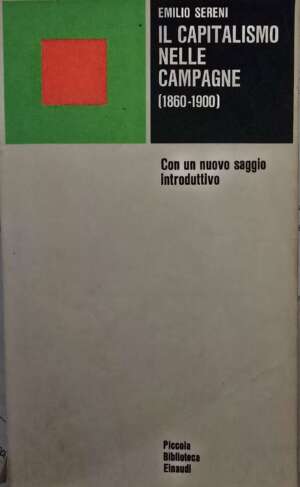 EMILIO SERENI
IL CAPITALISMO
NELLE
CAMPAGNE
(1860-1900)
Con un nuovo saggio
introduttivo
Piccola
Biblioteca
Einaudi